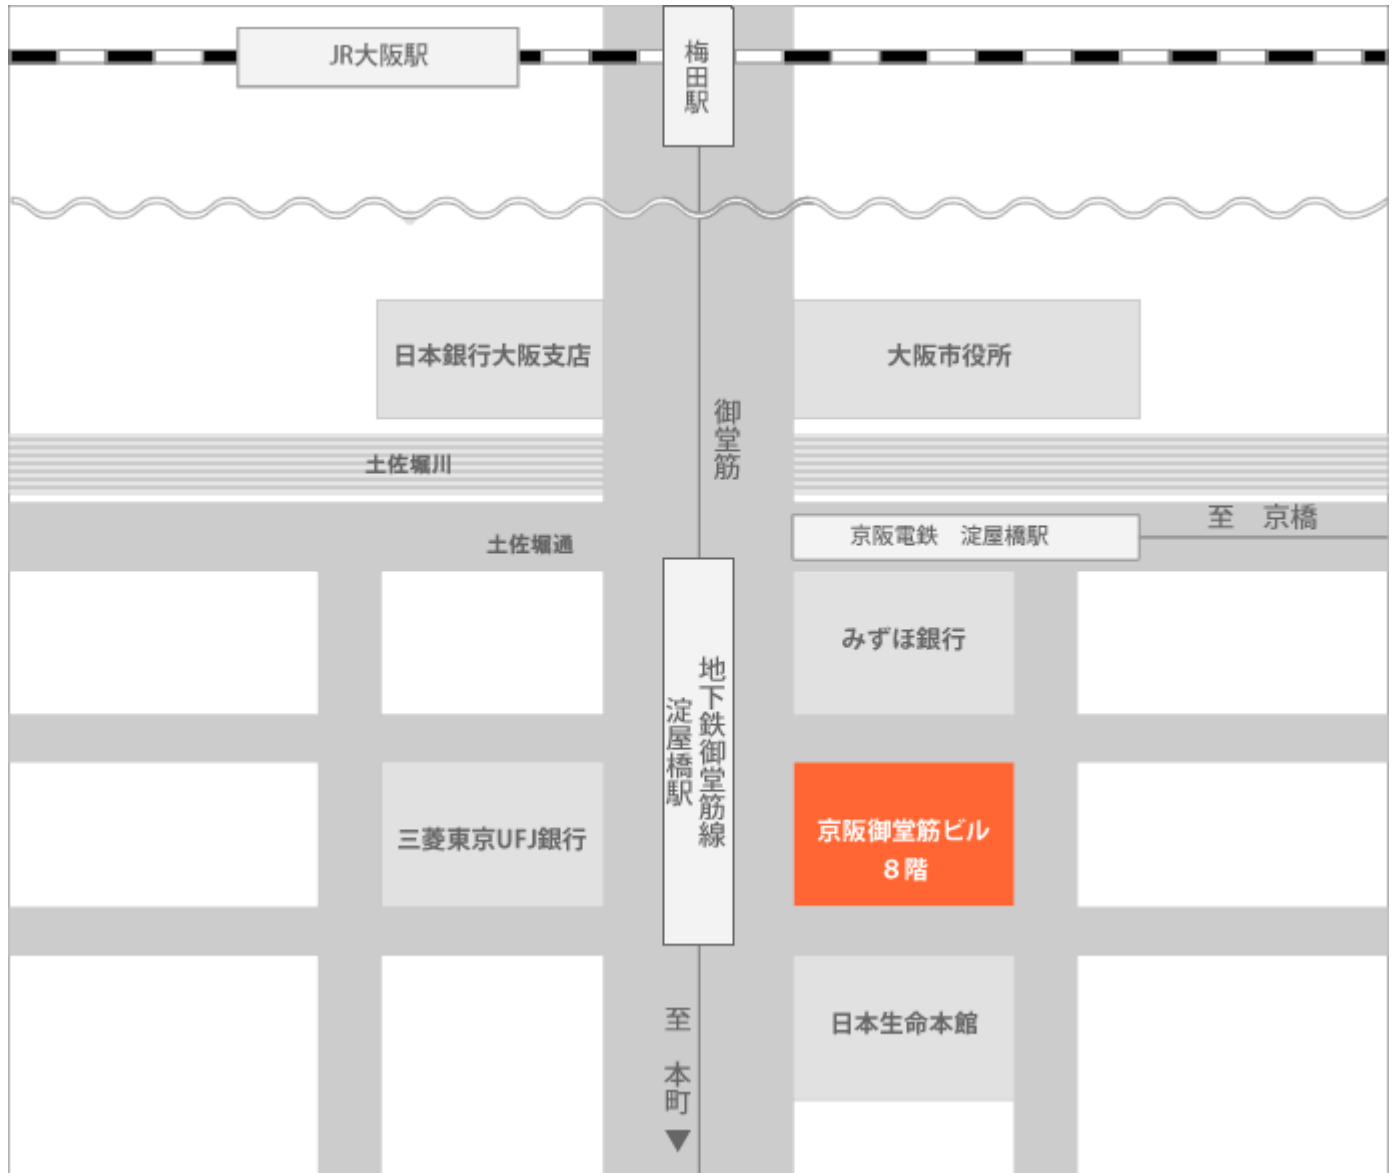 JR大阪駅
梅田駅
日本銀行大阪支店
大阪市役所
御堂筋
土佐堀川
至　京橋
京阪電鉄　淀屋橋駅
土佐堀通
みずほ銀行
地下鉄御堂筋線
淀屋橋駅
三菱東京UFJ銀行
京阪御堂筋ビル
８階
日本生命本館
至　本町
▼